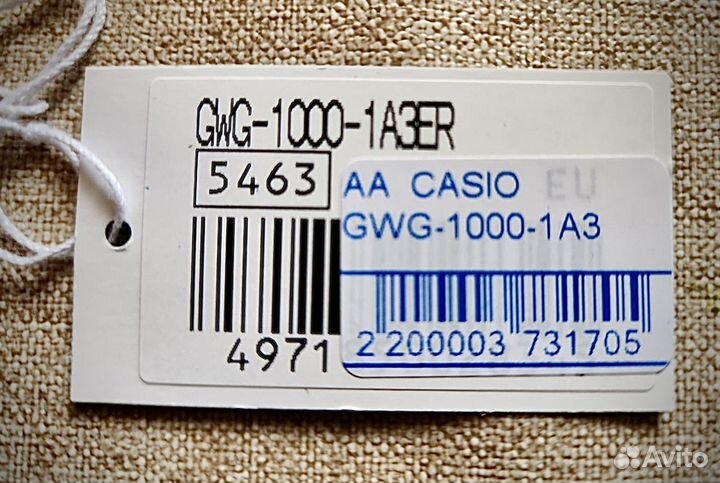 GWG-1000-1A3ER
5463
AA CASIO EU
GWG-1000-1A3
4971
2 200003 731705
Avito